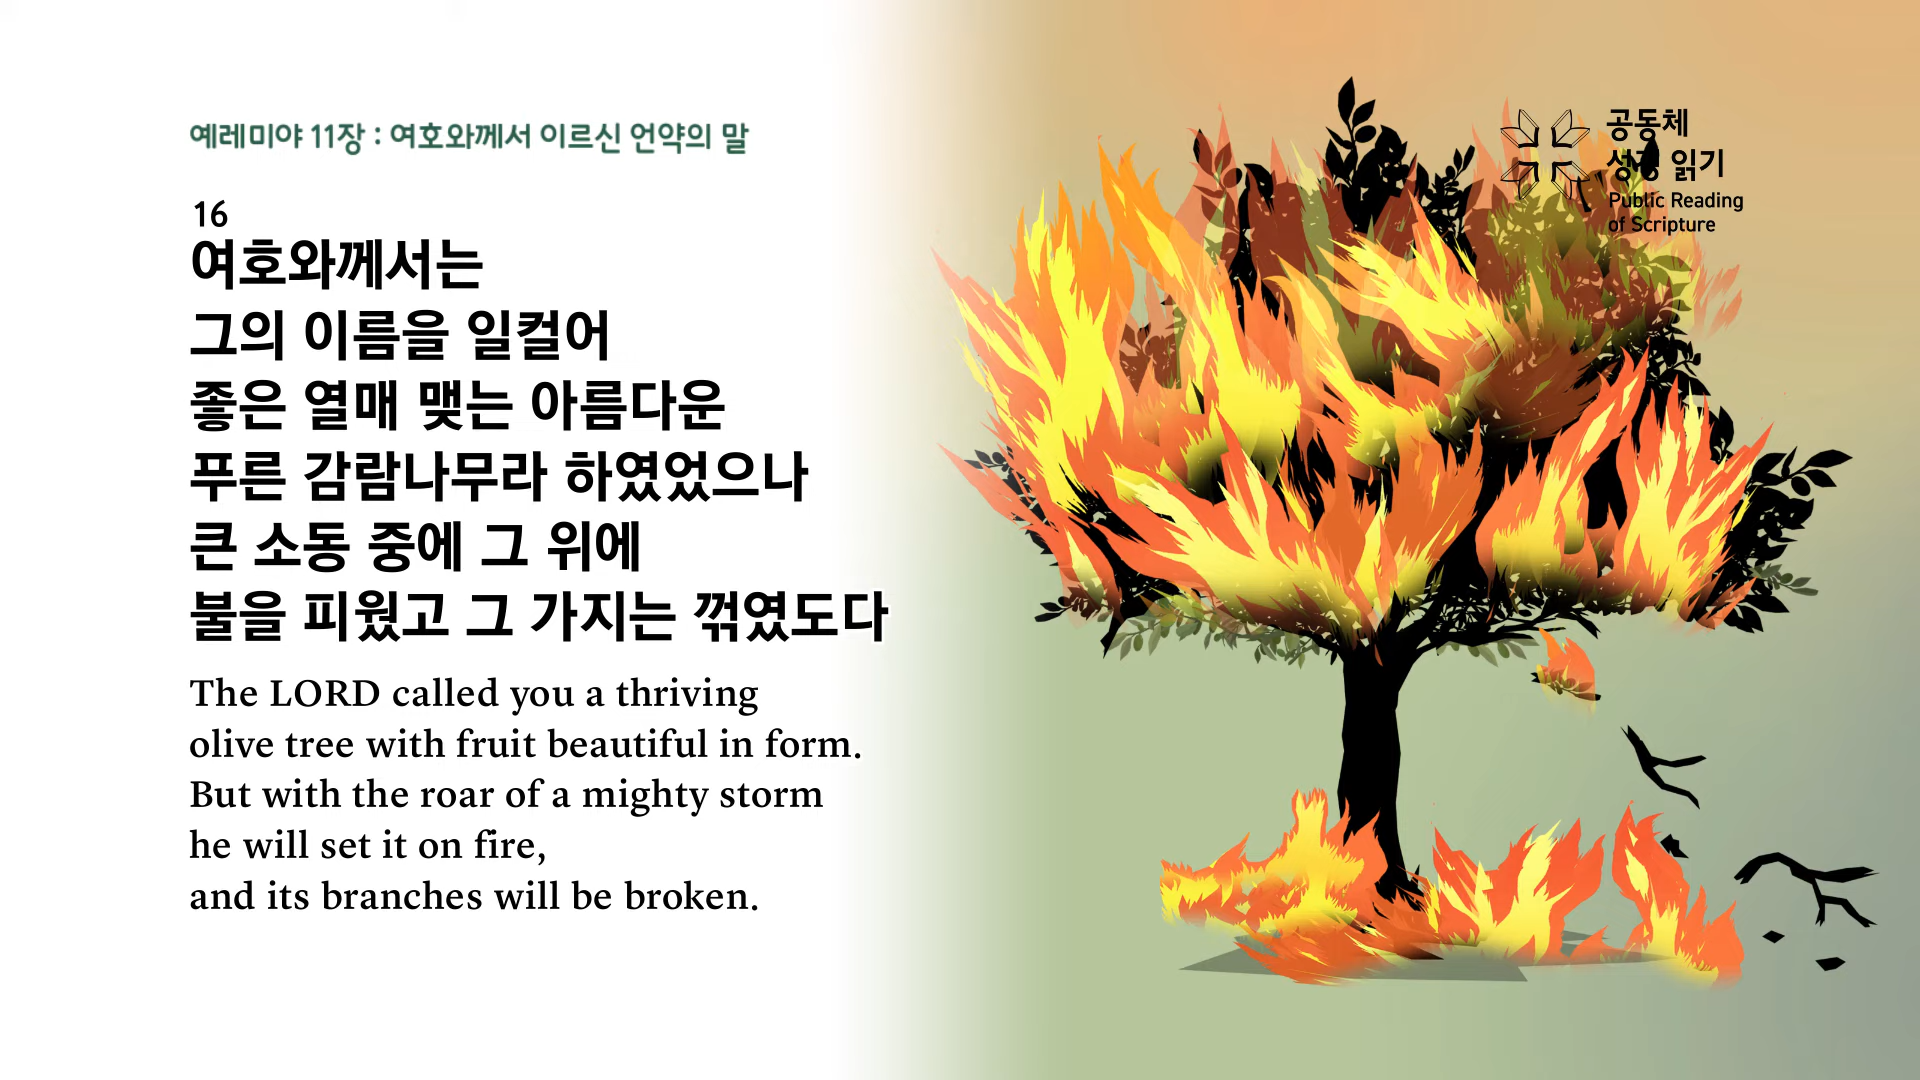 예레미야 11장 : 여호와께서 이르신 언약의 말
16
여호와께서는
그의 이름을 일컬어
좋은 열매 맺는 아름다운
푸른 감람나무라 하였었으나
큰 소동 중에 그 위에
불을 피웠고 그 가지는 꺾였도다
The LORD called you a thriving
olive tree with fruit beautiful in form.
But with the roar of a mighty storm
he will set it on fire,
and its branches will be broken.
공동체
성경 읽기
Public Reading
of Scripture